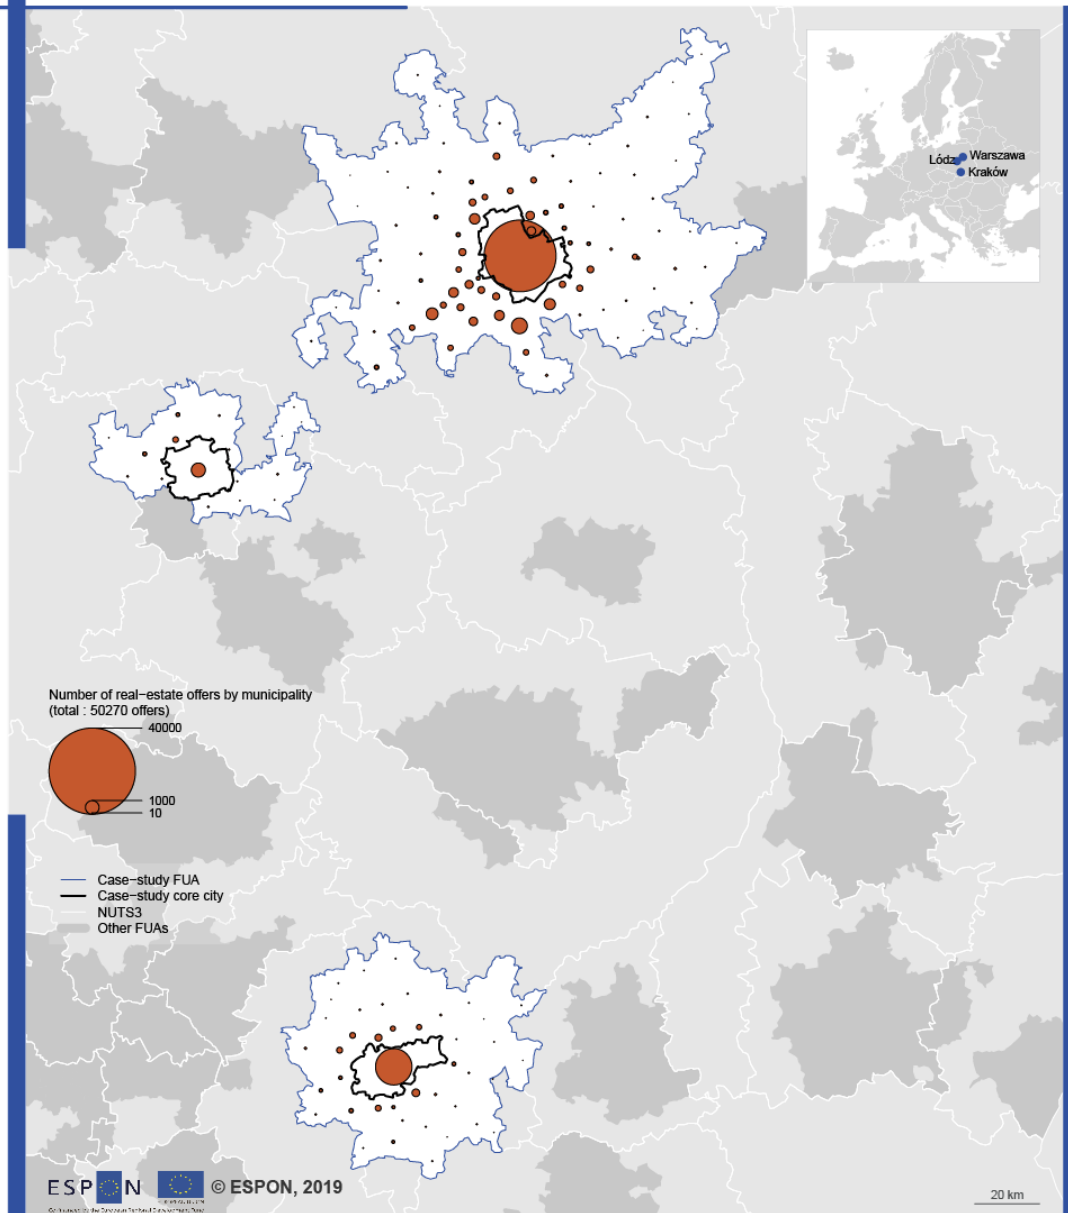 Lódz
Warszawa
Kraków
Number of real−estate offers by municipality
(total : 50270 offers)
40000
1000
10
Case−study FUA
Case−study core city
NUTS3
Other FUAs
ESPON
© ESPON, 2019
20 km